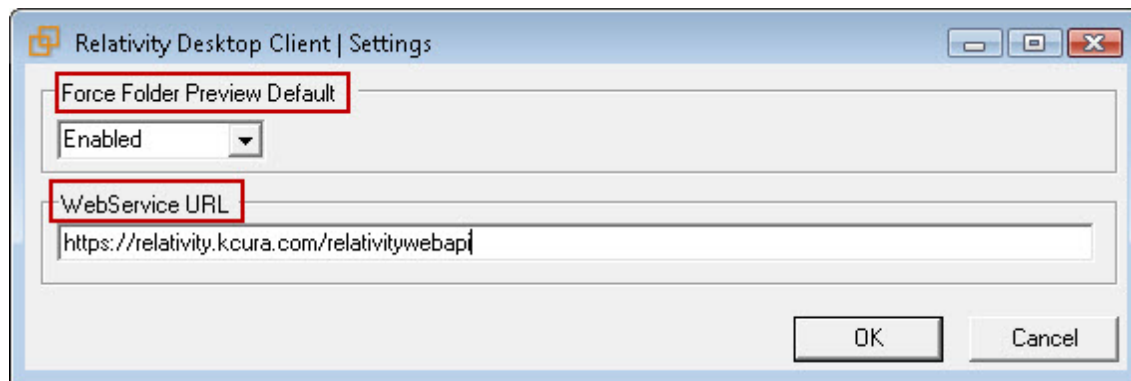 Relativity Desktop Client | Settings
Force Folder Preview Default
Enabled
WebService URL
https://relativity.kcura.com/relativitywebapi
OK Cancel